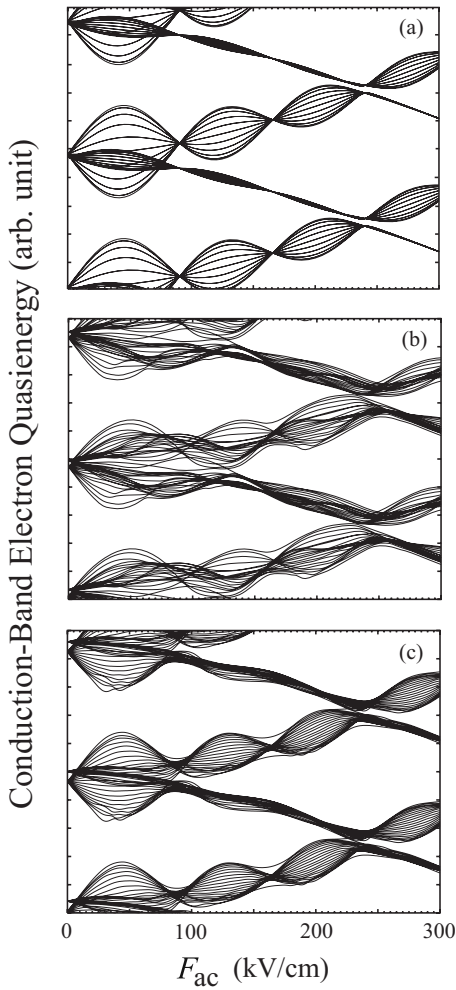 (a)
(b)
(c)
Conduction-Band Electron Quasienergy (arb. unit)
0 100 200 300
Fac (kV/cm)